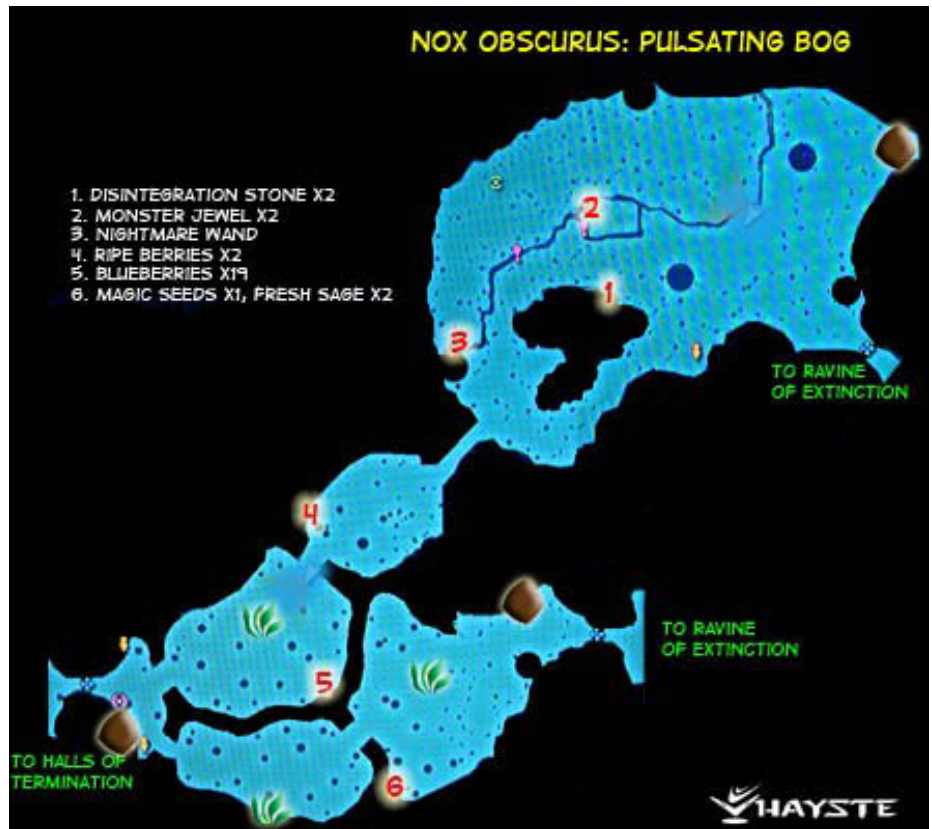 NOX OBSCURUS: PULSATING BOG
1. DISINTEGRATION STONE X2
2. MONSTER JEWEL X2
3. NIGHTMARE WAND
4. RIPE BERRIES X2
5. BLUEBERRIES X19
6. MAGIC SEEDS X1, FRESH SAGE X2
2
1
3
TO RAVINE
OF EXTINCTION
4
TO RAVINE
OF EXTINCTION
5
TO HALLS OF
TERMINATION
6
HAYSTE